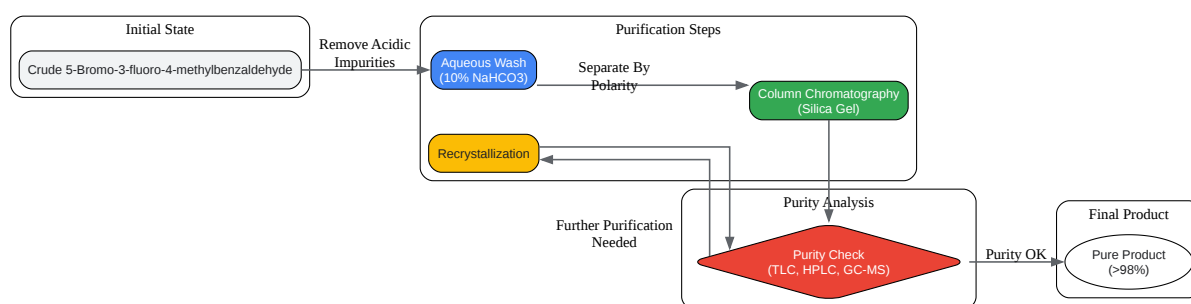 Initial State
Crude 5-Bromo-3-fluoro-4-methylbenzaldehyde
Remove Acidic
Impurities
Purification Steps
Aqueous Wash
(10% NaHCO3)
Separate By
Polarity
Column Chromatography
(Silica Gel)
Recrystallization
Further Purification
Needed
Purity Analysis
Purity Check
(TLC, HPLC, GC-MS)
Purity OK
Final Product
Pure Product
(>98%)